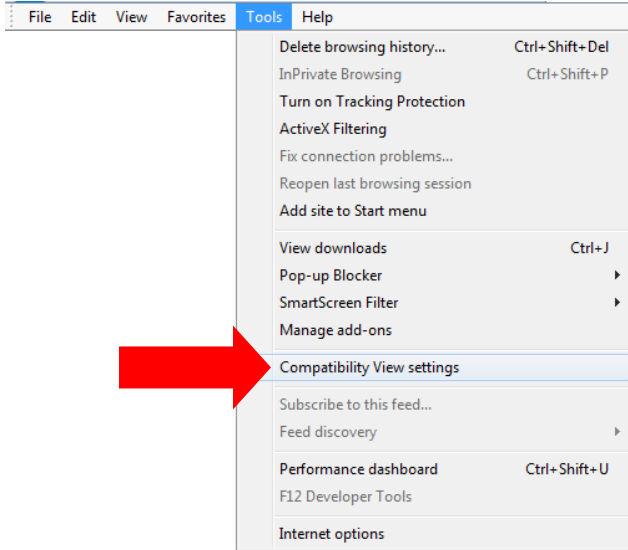 File Edit View Favorites Tools Help
Delete browsing history... Ctrl+Shift+Del
InPrivate Browsing Ctrl+Shift+P
Turn on Tracking Protection
ActiveX Filtering
Fix connection problems...
Reopen last browsing session
Add site to Start menu
View downloads Ctrl+J
Pop-up Blocker
SmartScreen Filter
Manage add-ons
Compatibility View settings
Subscribe to this feed...
Feed discovery
Performance dashboard Ctrl+Shift+U
F12 Developer Tools
Internet options